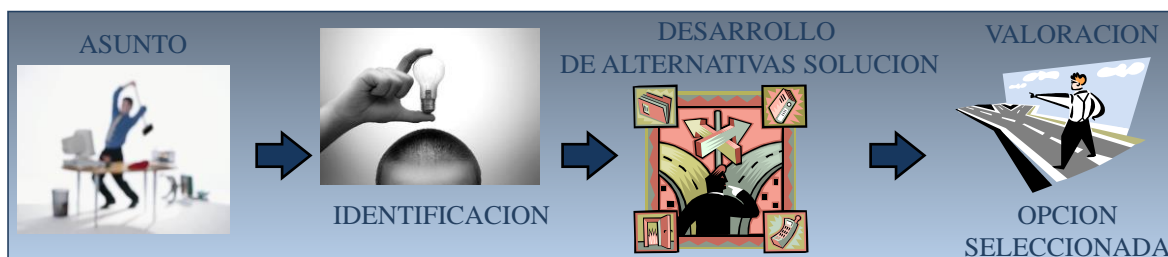 ASUNTO
IDENTIFICACION
DESARROLLO
DE ALTERNATIVAS SOLUCION
VALORACION
OPCION
SELECCIONADA